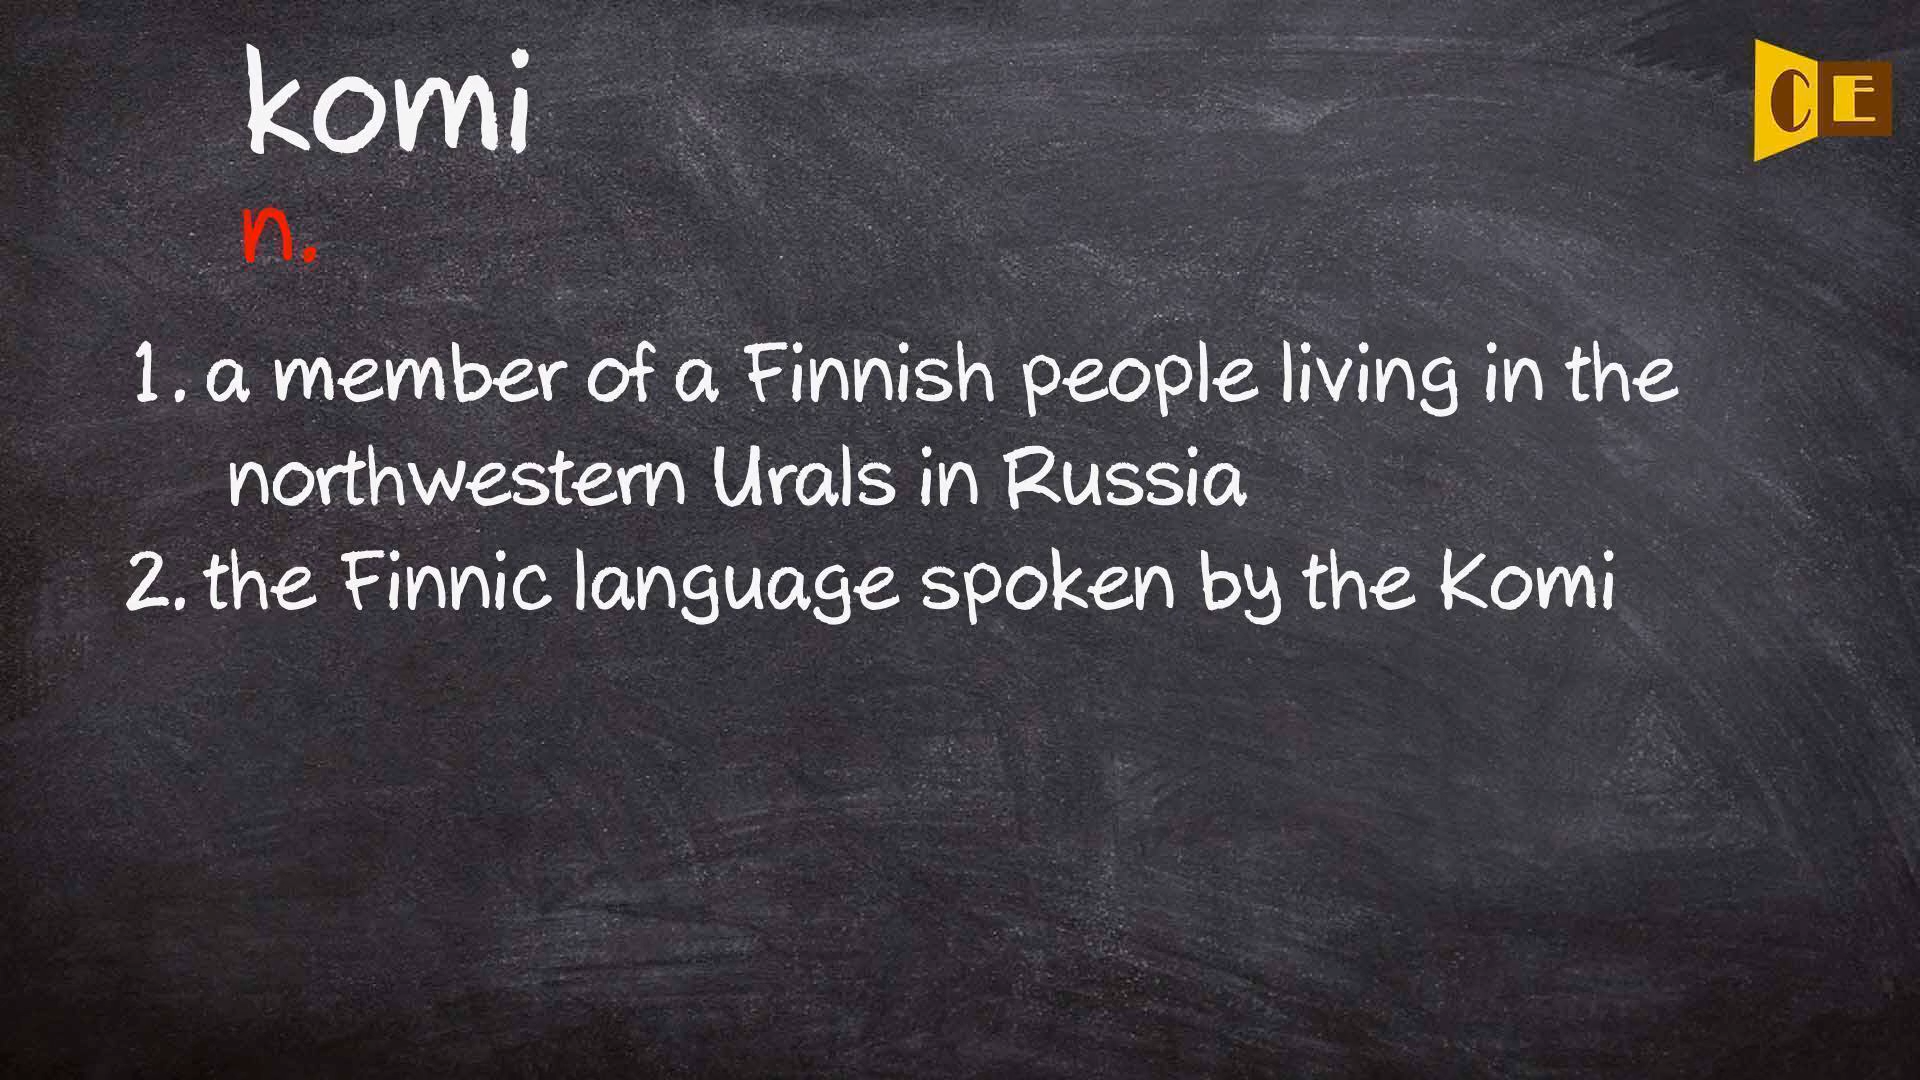 komi
CE
n.
1. a member of a Finnish people living in the
northwestern Urals in Russia
2. the Finnic language spoken by the Komi